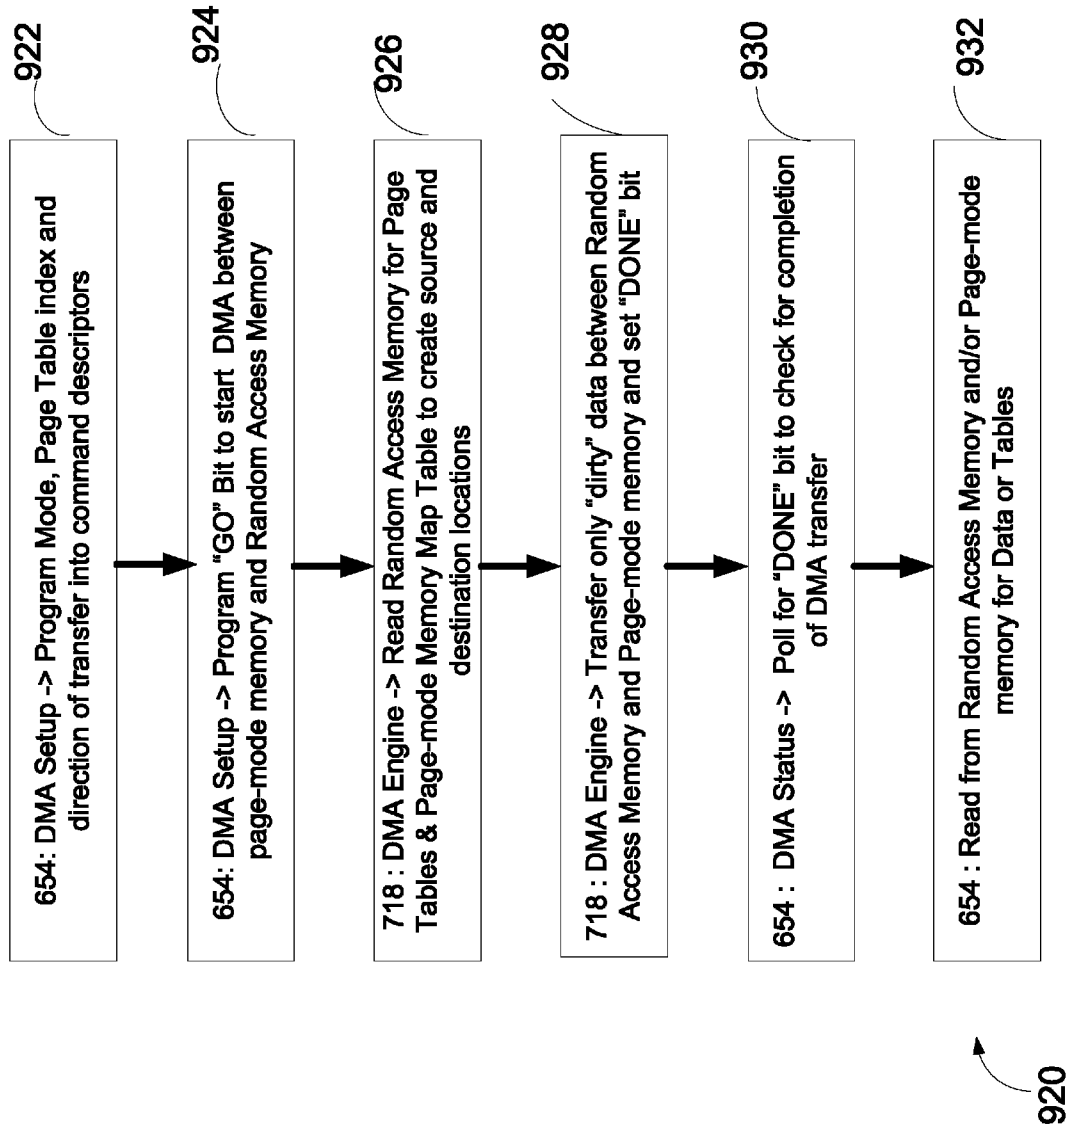 922
654: DMA Setup -> Program Mode, Page Table index and
direction of transfer into command descriptors
924
654: DMA Setup -> Program “GO” Bit to start DMA between
page-mode memory and Random Access Memory
926
718 : DMA Engine -> Read Random Access Memory for Page
Tables & Page-mode Memory Map Table to create source and
destination locations
928
718 : DMA Engine -> Transfer only “dirty” data between Random
Access Memory and Page-mode memory and set “DONE” bit
930
654 : DMA Status -> Poll for “DONE” bit to check for completion
of DMA transfer
932
654 : Read from Random Access Memory and/or Page-mode
memory for Data or Tables
920